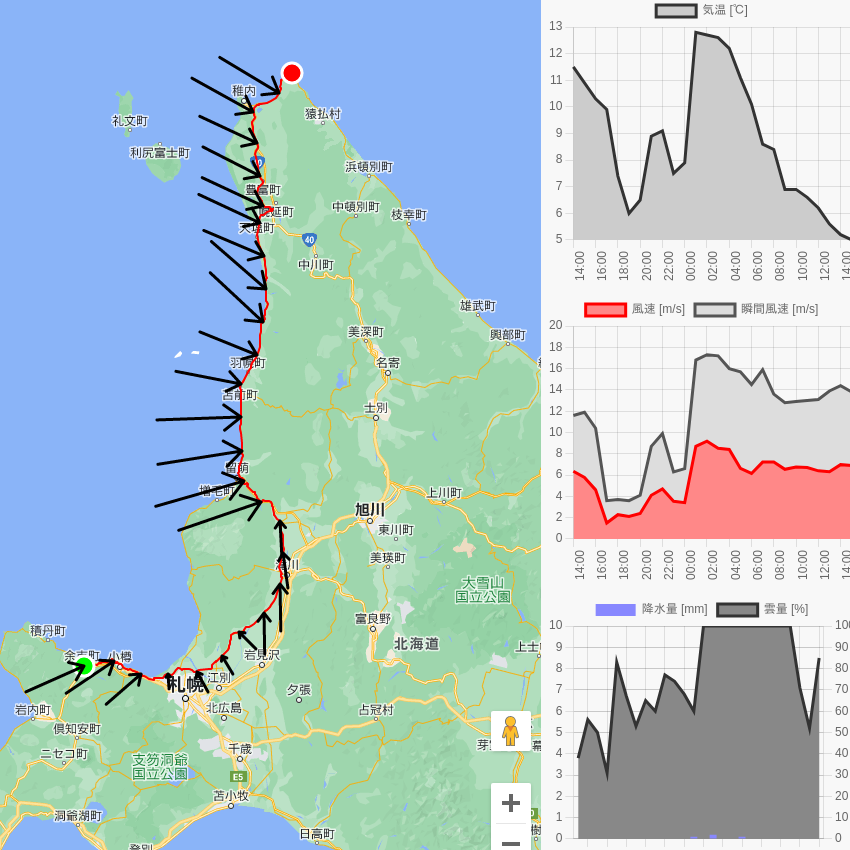 稚内
猿払村
礼文町
利尻富士町
浜頓別町
豊富町
幌延町
中頓別町
枝幸町
天塩町
40
中川町
雄武町
美深町
興部町
羽幌町
名寄
苫前町
士別
留萌
増毛町
上川町
旭川
東川町
美瑛町
滝川
大雪山
国立公園
富良野
積丹町
北海道
余市町
小樽
岩見沢
上士
江別
札幌
夕張
岩内町
北広島
占冠村
倶知安町
ニセコ町
千歳
芽
幕
支笏洞爺
国立公園
E5
苫小牧
洞爺湖町
日高町
樹
登別
+
−
気温 [℃]
13
12
11
10
9
8
7
6
5
14:00
16:00
18:00
20:00
22:00
00:00
02:00
04:00
06:00
08:00
10:00
12:00
14:00
風速 [m/s]
瞬間風速 [m/s]
20
18
16
14
12
10
8
6
4
2
0
14:00
16:00
18:00
20:00
22:00
00:00
02:00
04:00
06:00
08:00
10:00
12:00
14:00
降水量 [mm]
雲量 [%]
10
9
8
7
6
5
4
3
2
1
0
100
90
80
70
60
50
40
30
20
10
0